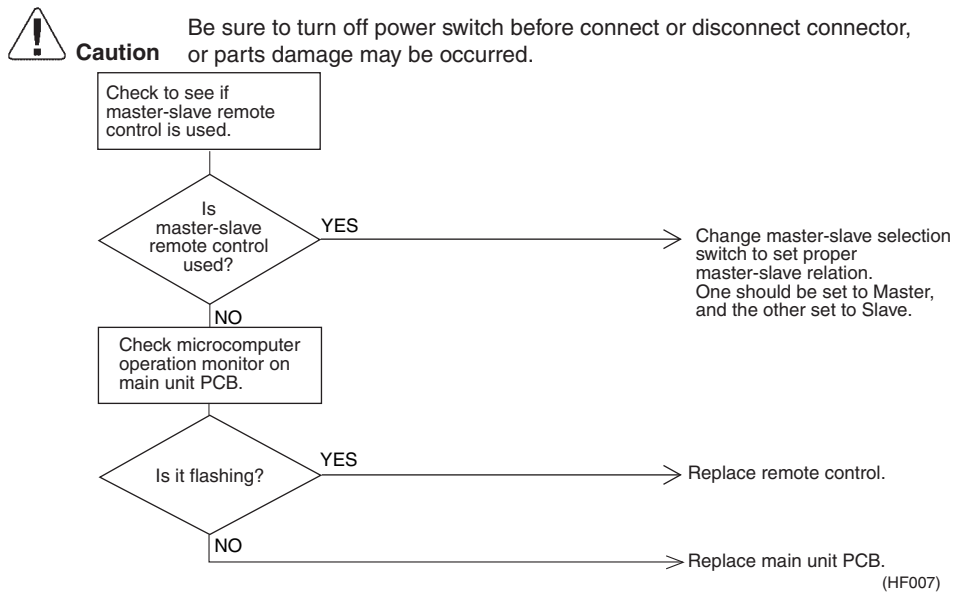 Be sure to turn off power switch before connect or disconnect connector,
Caution or parts damage may be occurred.
Check to see if
master-slave remote
control is used.
Is
master-slave
remote control
used?
YES
Change master-slave selection
switch to set proper
master-slave relation.
One should be set to Master,
and the other set to Slave.
NO
Check microcomputer
operation monitor on
main unit PCB.
Is it flashing?
YES
Replace remote control.
NO
Replace main unit PCB.
(HF007)